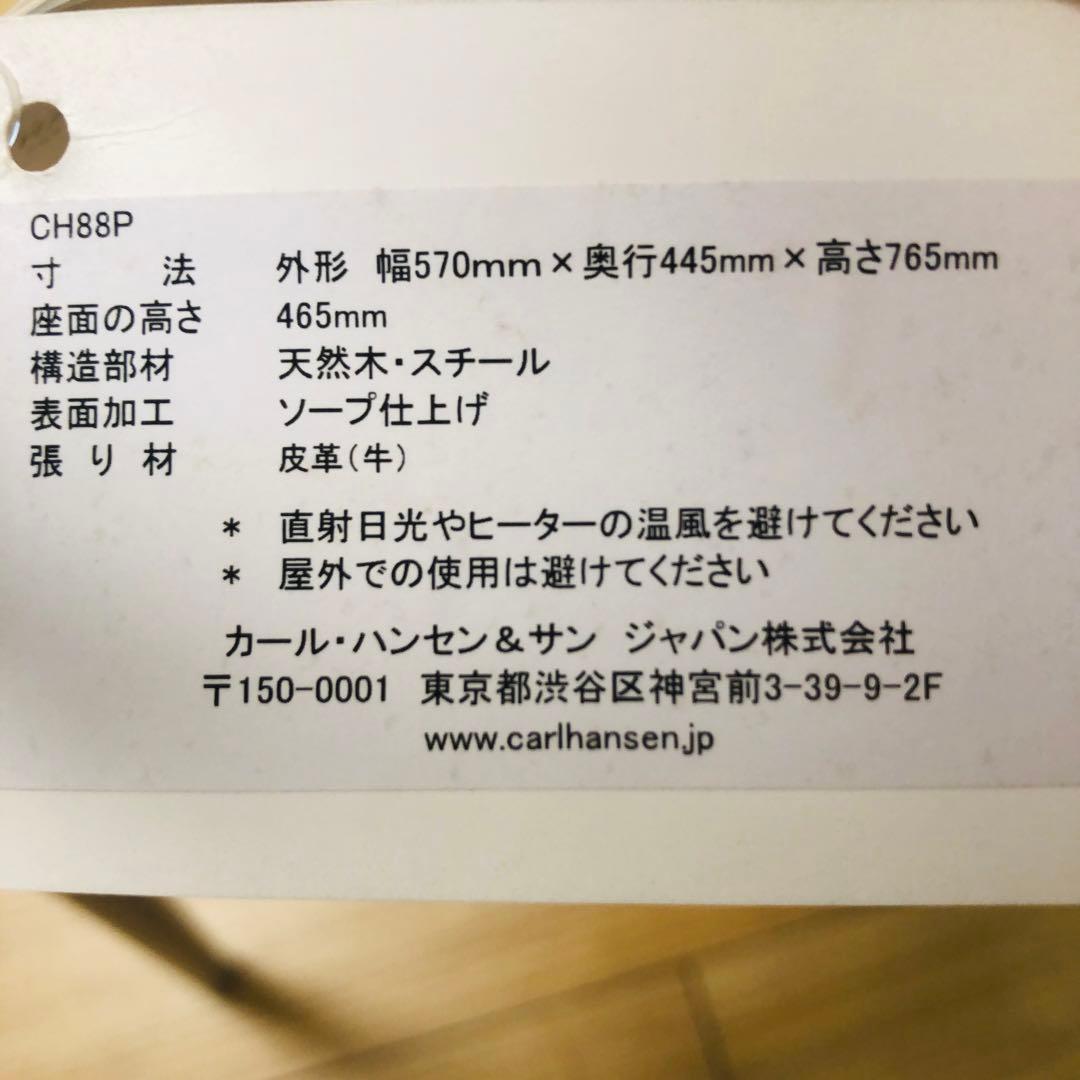 CH88P
寸 法 外形 幅570mm×奥行445mm×高さ765mm
座面の高さ 465mm
構造部材 天然木・スチール
表面加工 ソープ仕上げ
張り材 皮革(牛)
* 直射日光やヒーターの温風を避けてください
* 屋外での使用は避けてください
カール・ハンセン&サン ジャパン株式会社
〒150-0001 東京都渋谷区神宮前3-39-9-2F
www.carlhansen.jp